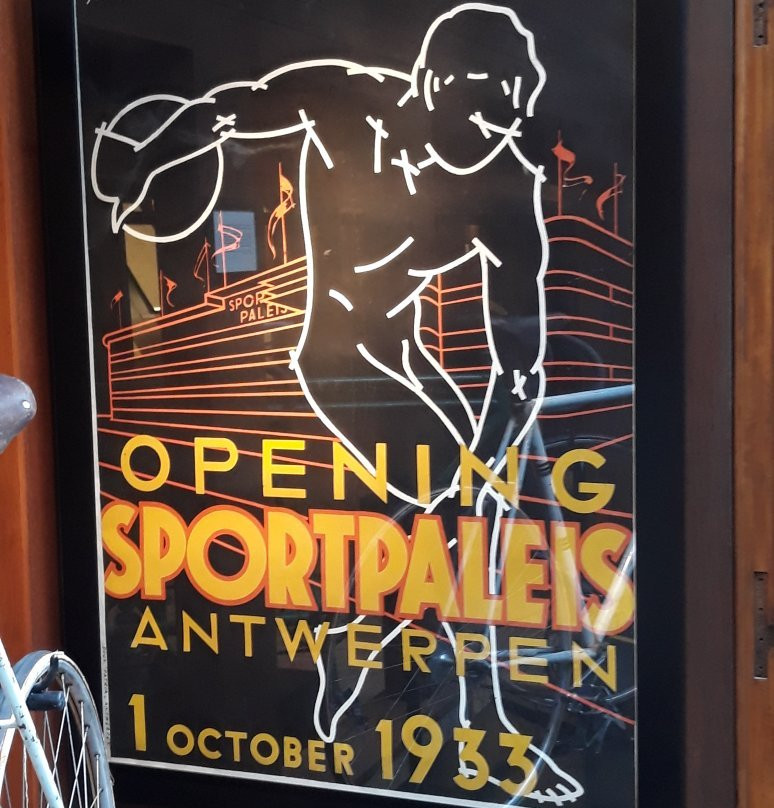 SPORT
PALEIS
OPENING
SPORTPALEIS
ANTWERPEN
1 OCTOBER 1933